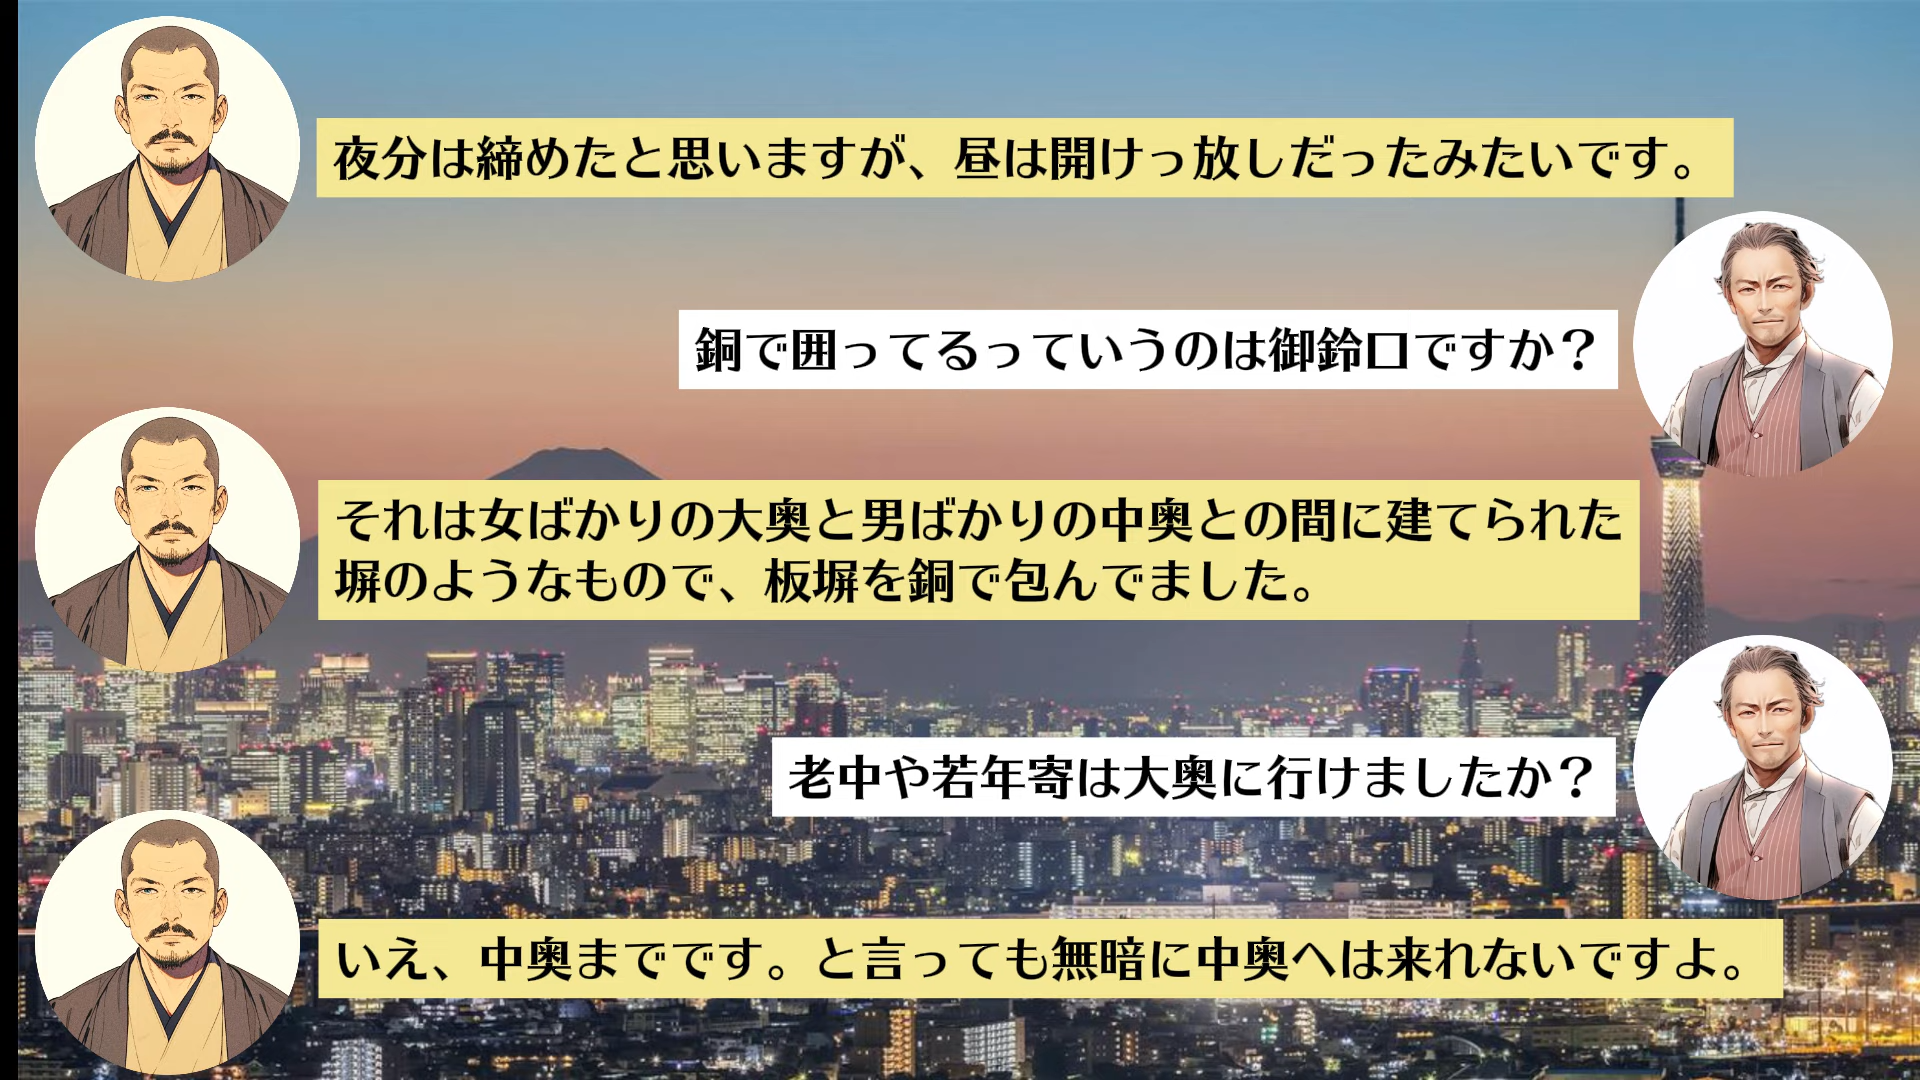 夜分は締めたと思いますが、昼は開けっ放しだったみたいです。
銅で囲ってるっていうのは御鈴口ですか？
それは女ばかりの大奥と男ばかりの中奥との間に建てられた
塀のようなもので、板塀を銅で包んでました。
老中や若年寄は大奥に行けましたか？
いえ、中奥までです。と言っても無暗に中奥へは来れないですよ。